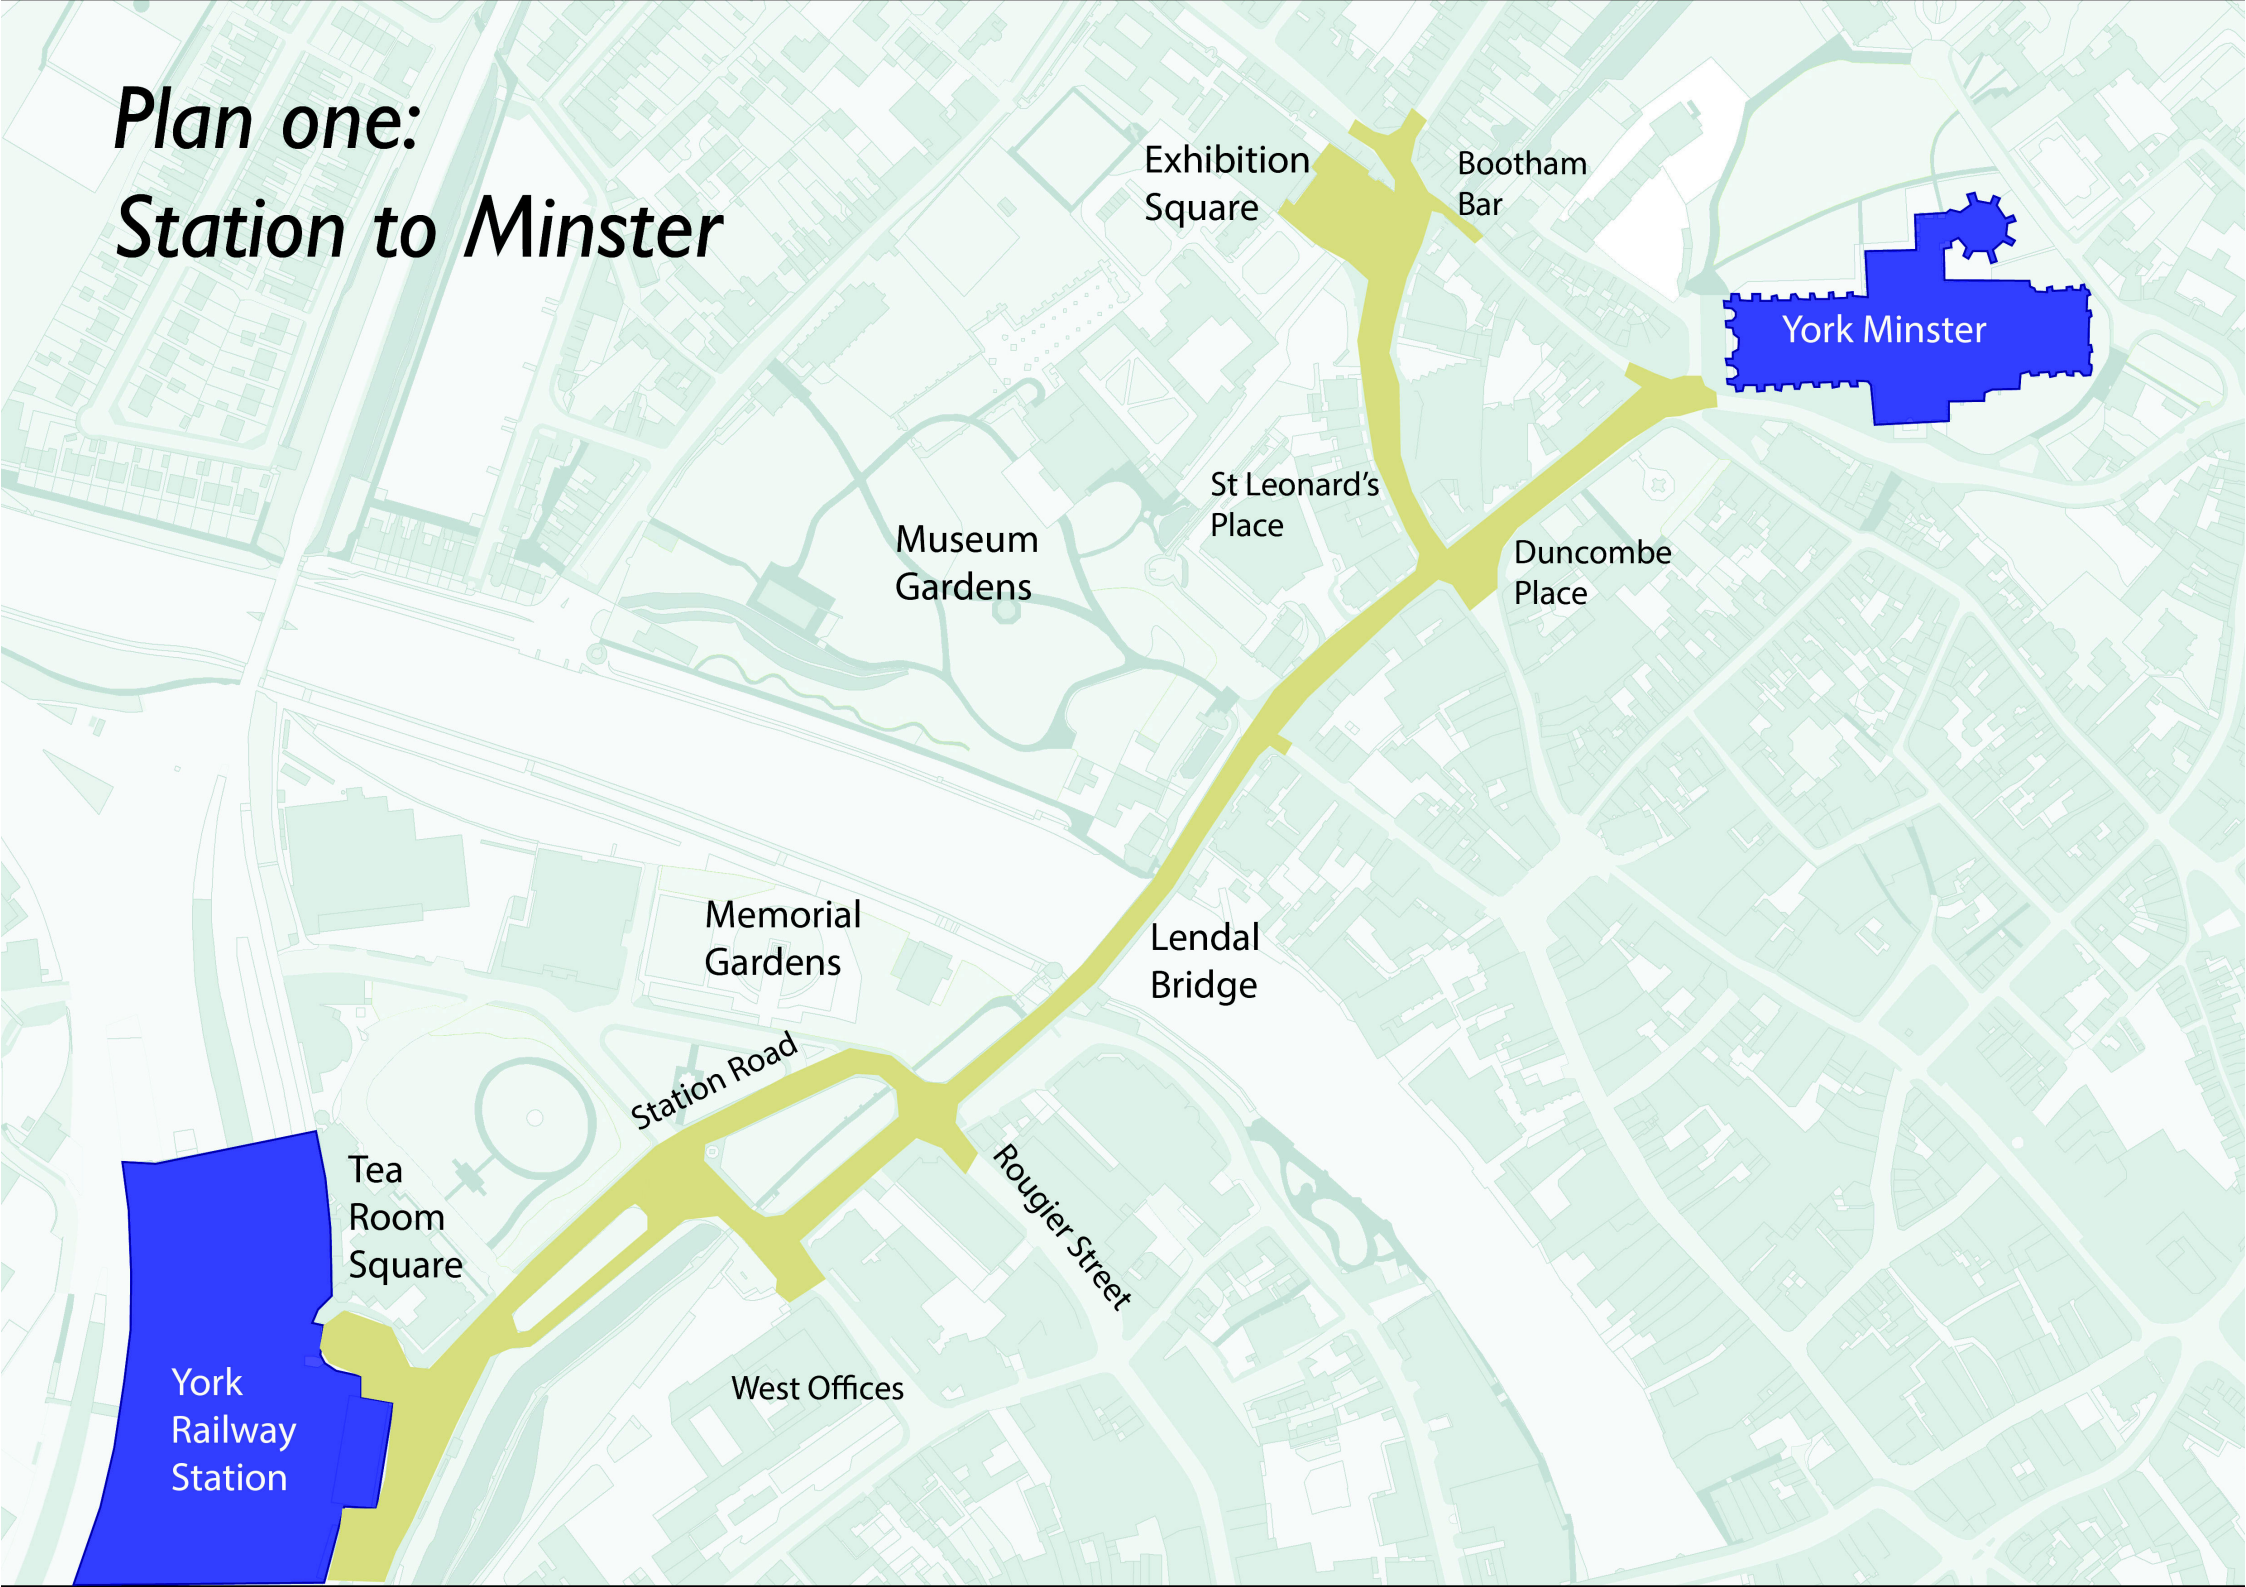 Plan one:
Station to Minster
Exhibition
Square
Bootham
Bar
York Minster
St Leonard’s
Place
Museum
Gardens
Duncombe
Place
Memorial
Gardens
Lendal
Bridge
Station Road
Tea
Room
Square
Rougier Street
York
Railway
Station
West Offices